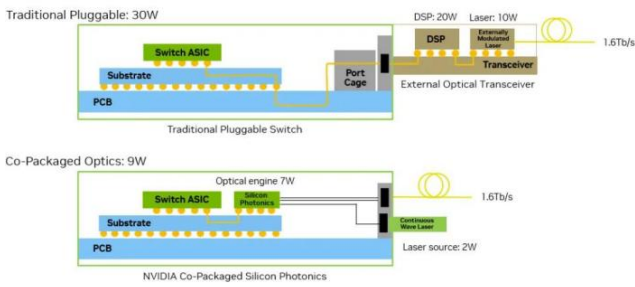 Traditional Pluggable: 30W
DSP: 20W
Laser: 10W
Switch ASIC
Substrate
PCB
Port
Cage
DSP
Externally
Modulated
Laser
Transceiver
1.6Tb/s
External Optical Transceiver
Traditional Pluggable Switch
Co-Packaged Optics: 9W
Optical engine 7W
Switch ASIC
Silicon
Photonics
Substrate
PCB
1.6Tb/s
Continuous
Wave Laser
Laser source: 2W
NVIDIA Co-Packaged Silicon Photonics